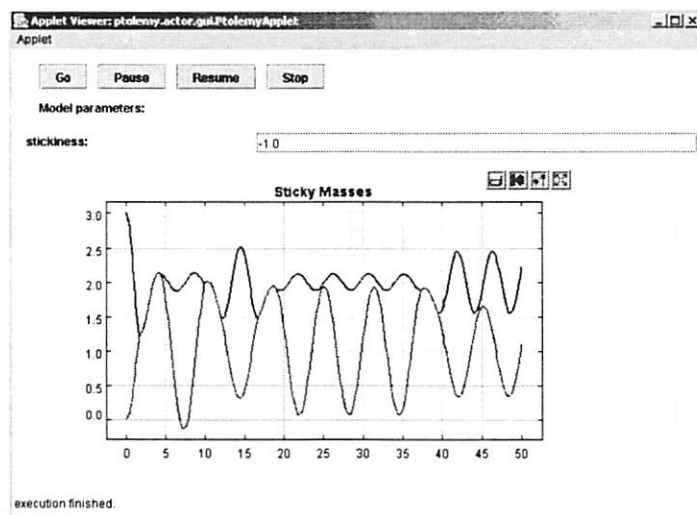 Applet Viewer: ptolemy.actor.gui.PtolemyApplet
Applet
Go Pause Resume Stop
Model parameters:
stickiness: -1.0
Sticky Masses
3.0
2.5
2.0
1.5
1.0
0.5
0.0
0 5 10 15 20 25 30 35 40 45 50
execution finished.